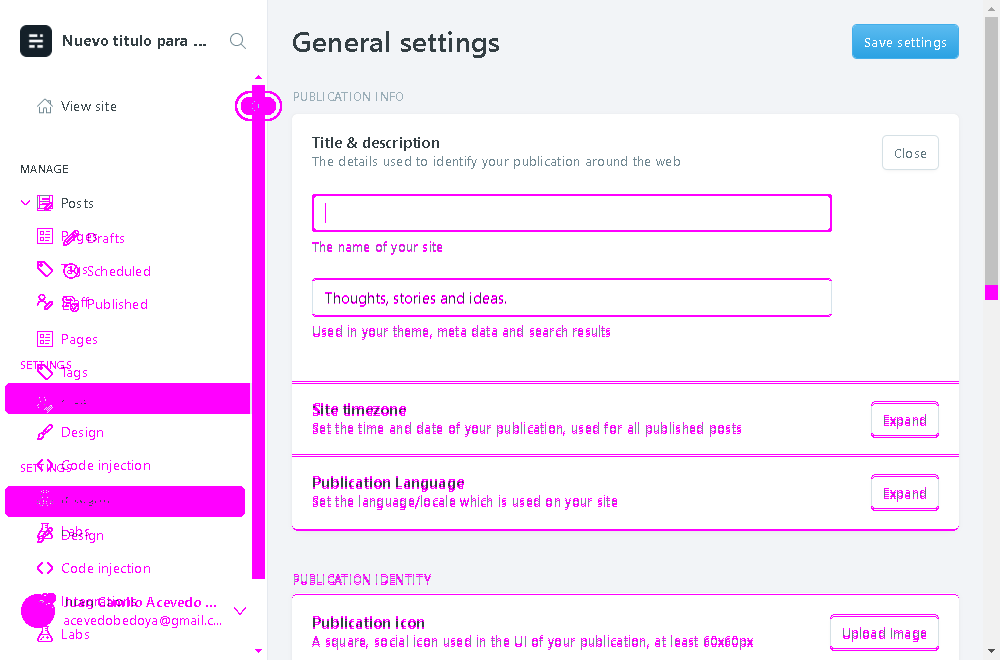 Nuevo titulo para ...
View site
MANAGE
Posts
Pages
Drafts
Tags
Scheduled
Staff
Published
Pages
SETTINGS
Tags
Design
Code injection
SETTINGS
Labs
Design
Code injection
Integrations
Juan Camilo Acevedo ...
acevedobedoya@gmail.c...
Labs
General settings
Save settings
PUBLICATION INFO
Title & description
The details used to identify your publication around the web
Close
The name of your site
Thoughts, stories and ideas.
Used in your theme, meta data and search results
Site timezone
Set the time and date of your publication, used for all published posts
Expand
Publication Language
Set the language/locale which is used on your site
Expand
PUBLICATION IDENTITY
Publication icon
A square, social icon used in the UI of your publication, at least 60x60px
Upload Image